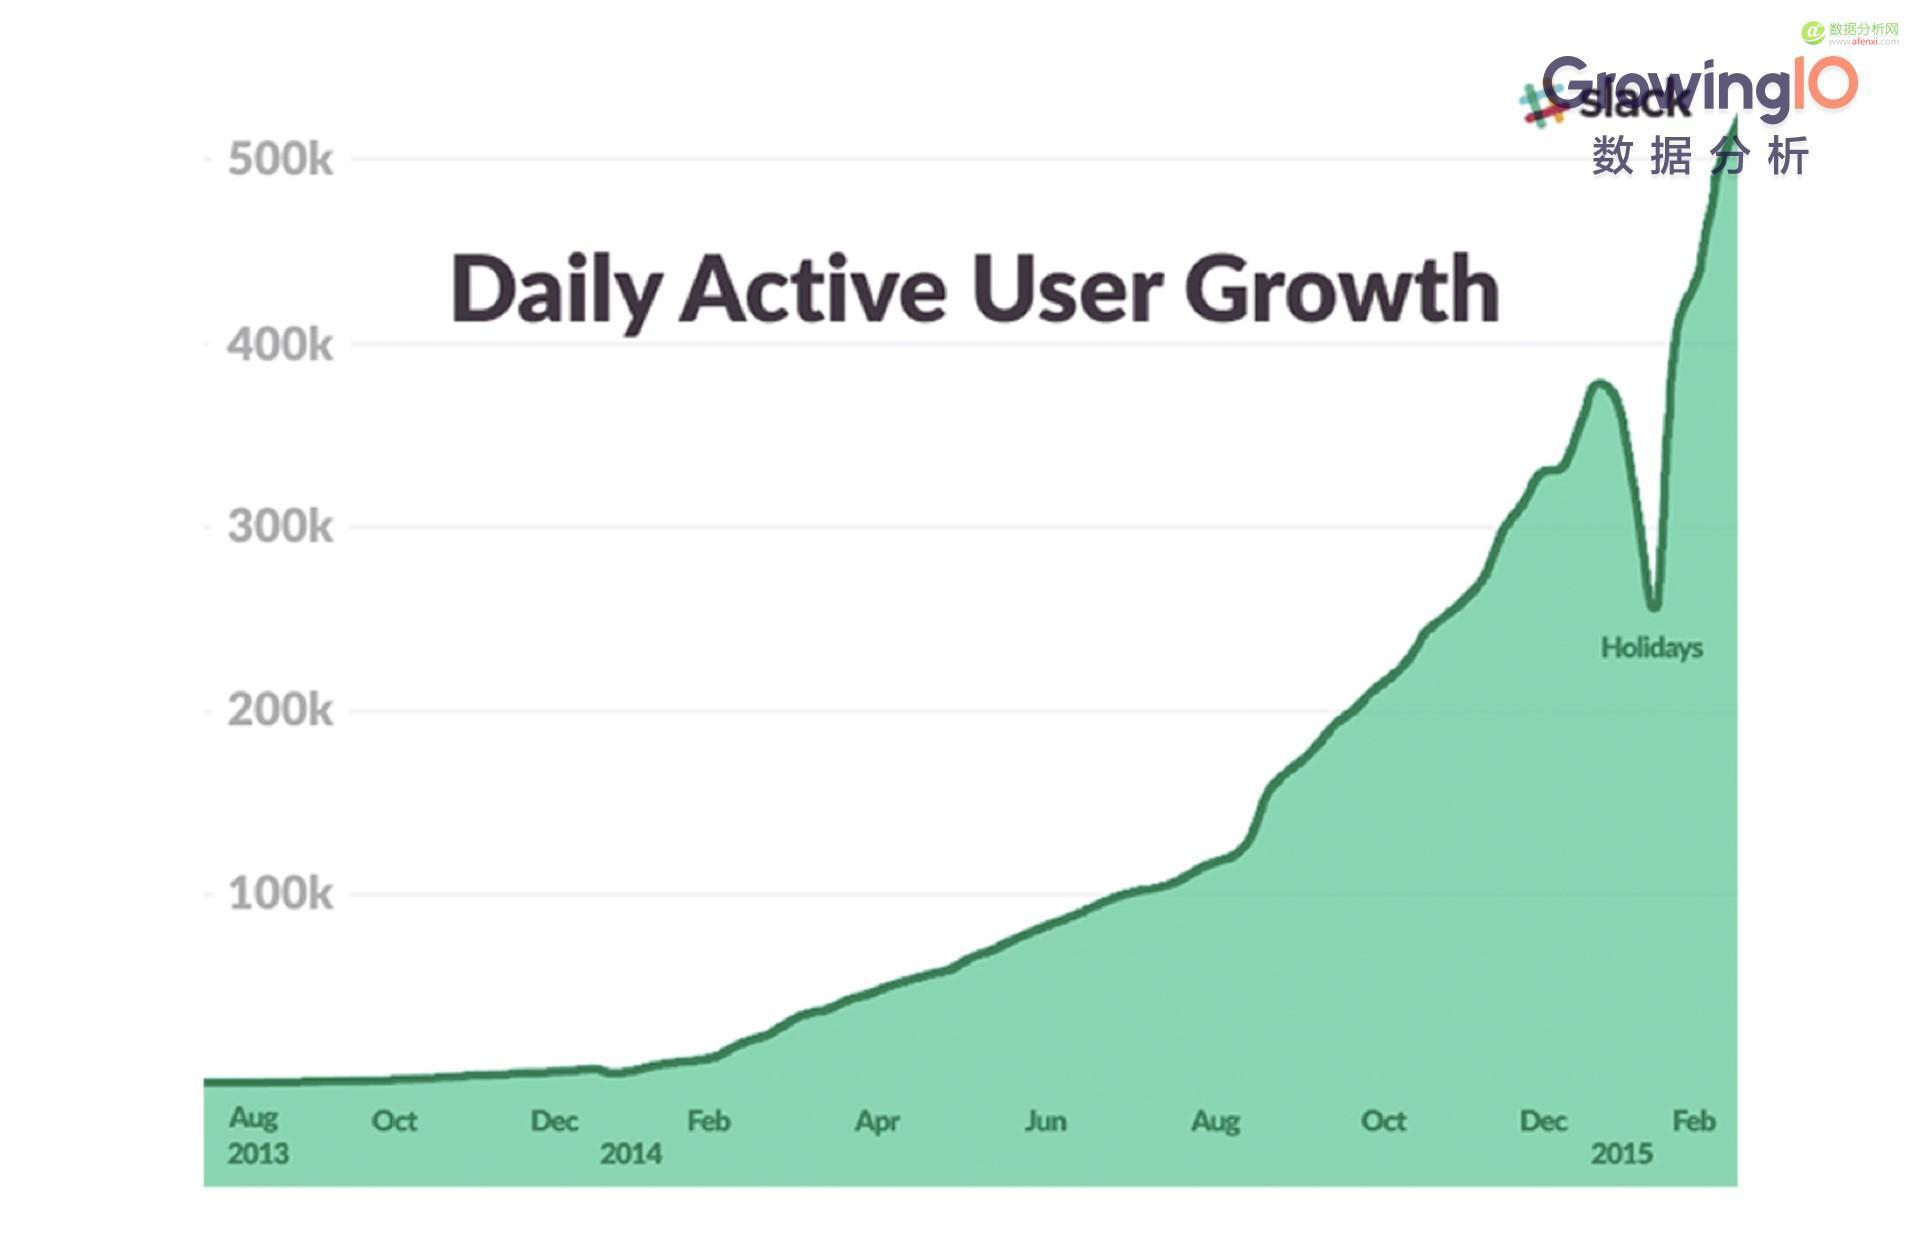 数据分析网
www.afenxi.com
GrowingIO
slack
数据分析
500k
Daily Active User Growth
400k
300k
Holidays
200k
100k
Aug Oct Dec Feb Apr Jun Aug Oct Dec Feb
2013 2014 2015